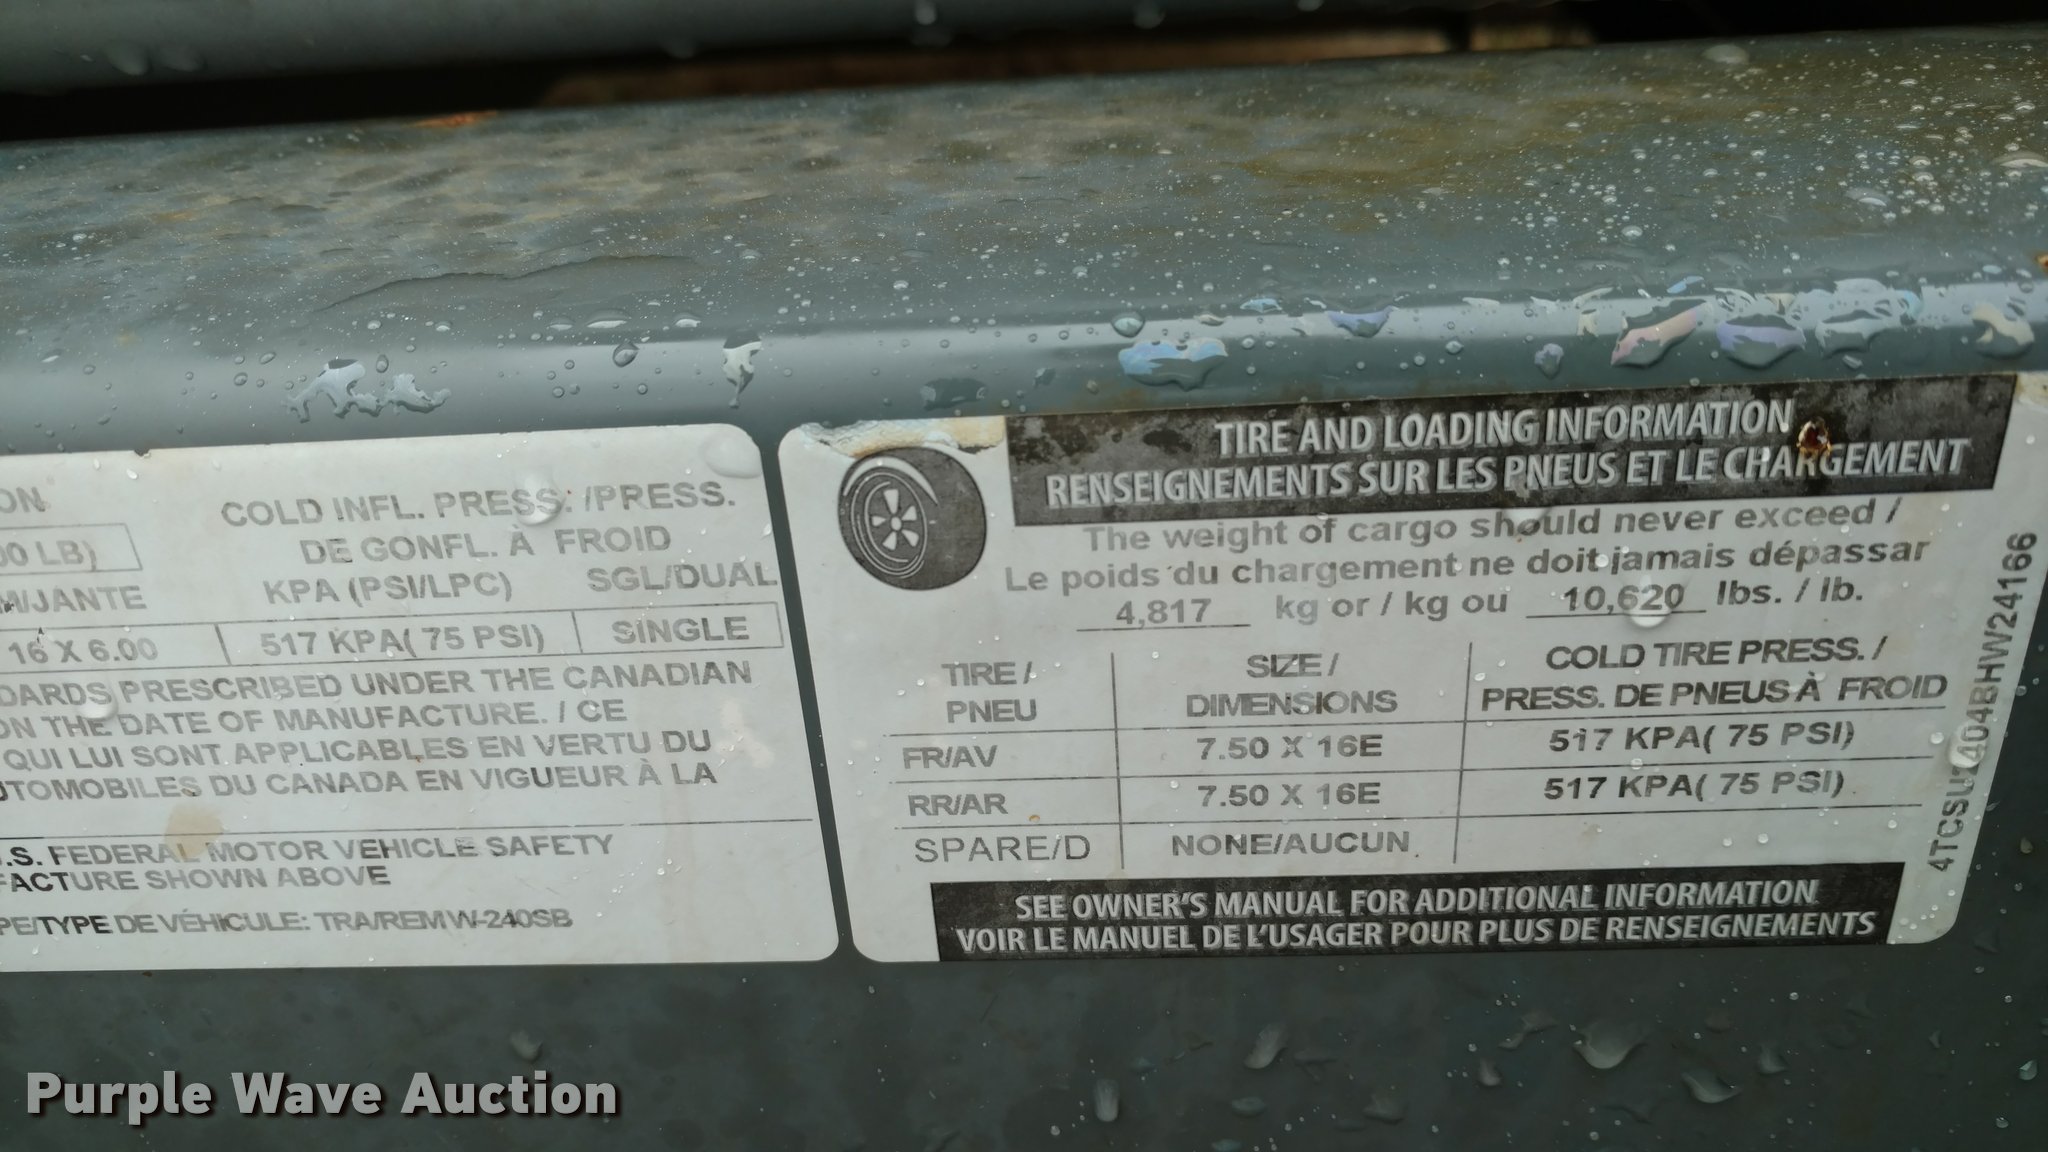 ON
00 LB)
M/JANTE
16 X 6.00
COLD INFL. PRESS. /PRESS.
DE GONFL. À FROID
KPA (PSI/LPC) SGL/DUAL
517 KPA( 75 PSI) SINGLE
DARDS PRESCRIBED UNDER THE CANADIAN
ON THE DATE OF MANUFACTURE. / CE
QUI LUI SONT APPLICABLES EN VERTU DU
UTOMOBILES DU CANADA EN VIGUEUR À LA
.S. FEDERAL MOTOR VEHICLE SAFETY
FACTURE SHOWN ABOVE
PE/TYPE DE VÉHICULE: TRA/REM W-240SB
TIRE AND LOADING INFORMATION
RENSEIGNEMENTS SUR LES PNEUS ET LE CHARGEMENT
The weight of cargo should never exceed /
Le poids du chargement ne doit jamais dépassar
4,817 kg or / kg ou 10,620 lbs. / lb.
TIRE / SIZE / COLD TIRE PRESS. /
PNEU DIMENSIONS PRESS. DE PNEUS À FROID
FR/AV 7.50 X 16E 517 KPA( 75 PSI)
RR/AR 7.50 X 16E 517 KPA( 75 PSI)
SPARE/D NONE/AUCUN
SEE OWNER'S MANUAL FOR ADDITIONAL INFORMATION
VOIR LE MANUEL DE L'USAGER POUR PLUS DE RENSEIGNEMENTS
Purple Wave Auction